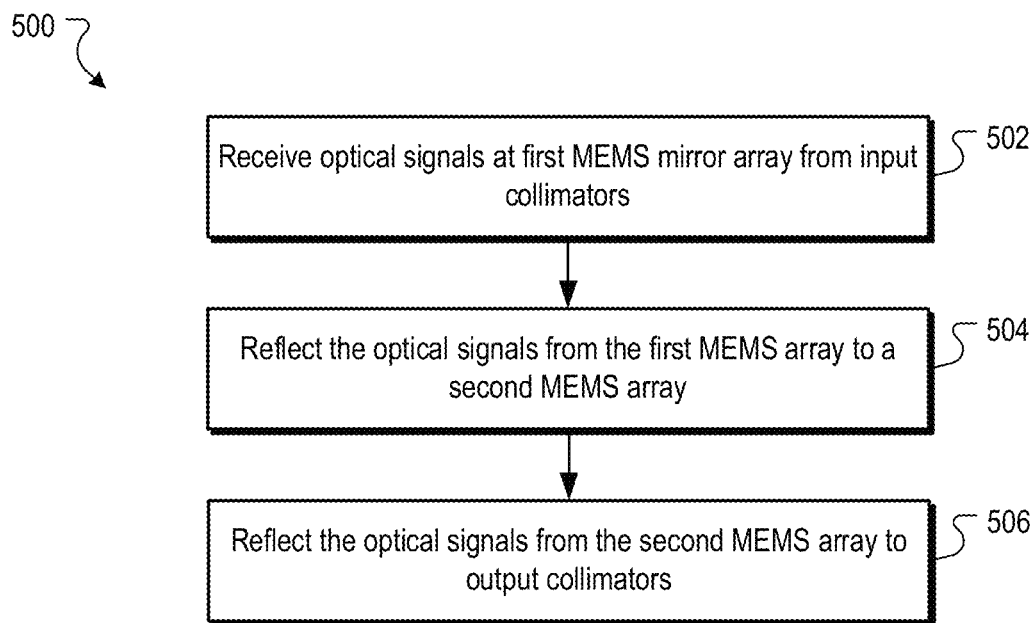 500
Receive optical signals at first MEMS mirror array from input
collimators
502
Reflect the optical signals from the first MEMS array to a
second MEMS array
504
Reflect the optical signals from the second MEMS array to
output collimators
506